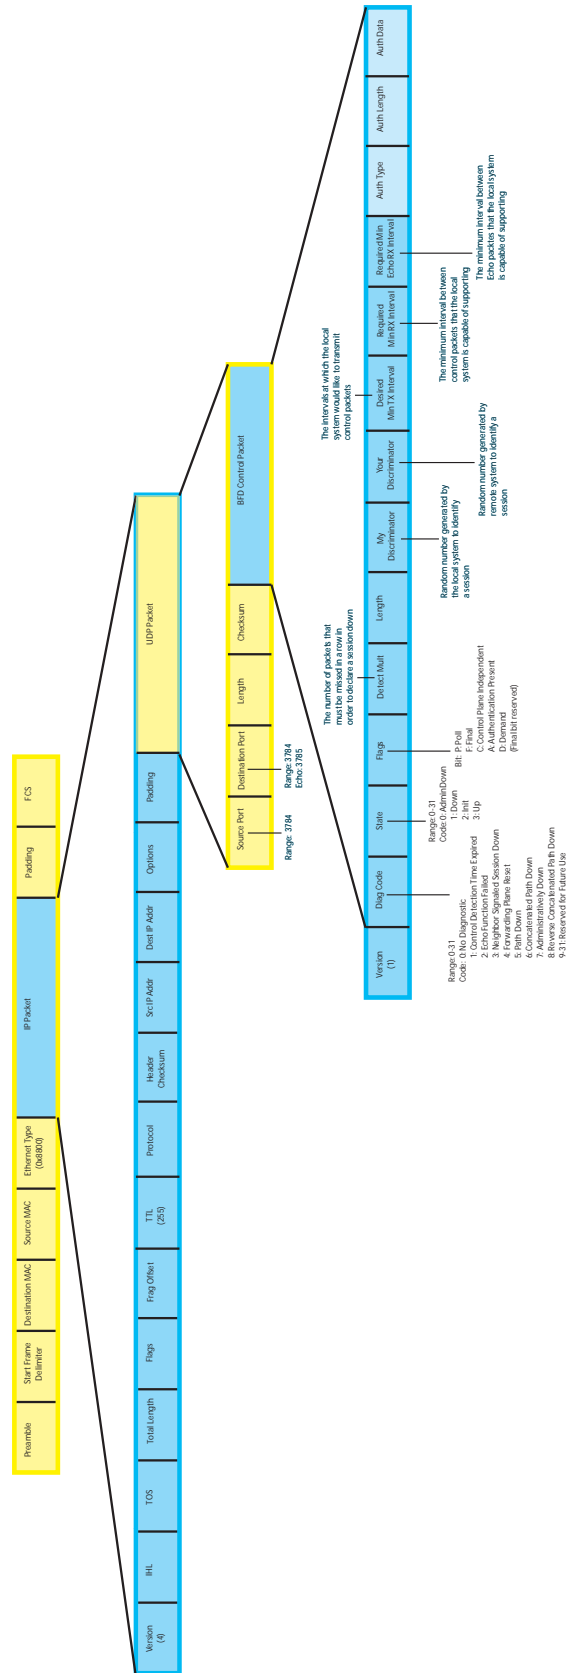 Preamble
Start Frame
Delimiter
Destination MAC
Source MAC
Ethernet Type
(0x8800)
IP Packet
Padding
FCS
Version
(4)
IHL
TOS
Total Length
Flags
Frag Offset
TTL
(255)
Protocol
Header
Checksum
Src IP Addr
Dest IP Addr
Options
Padding
UDP Packet
Source Port
Destination Port
Length
Checksum
BFD Control Packet
Range: 3784
Range: 3784
Echo: 3785
The number of packets that
must be missed in a row in
order to declare a session down
The intervals at which the local
system would like to transmit
control packets
Version
(1)
Diag Code
State
Flags
Detect Mult
Length
My
Discriminator
Your
Discriminator
Desired
Min TX Interval
Required
Min RX Interval
Required Min
Echo RX Interval
Auth Type
Auth Length
Auth Data
Range:0-31
Code: 0: No Diagnostic
1: Control Detection Time Expired
2: Echo Function Failed
3: Neighbor Signaled Session Down
4: Forwarding Plane Reset
5: Path Down
6: Concatenated Path Down
7: Administratively Down
8: Reverse Concatenated Path Down
9-31: Reserved for Future Use
Range:0-31
Code: 0: AdminDown
1: Down
2: Init
3: Up
Bit: P: Poll
F: Final
C: Control Plane Independent
A: Authentication Present
D: Demand
(Final bit reserved)
Random number generated by
the local system to identify
a session
Random number generated by
remote system to identify a
session
The minimum interval between
control packets that the local
system is capable of supporting
The minimum interval between
Echo packtes that the local system
is capable of supporting